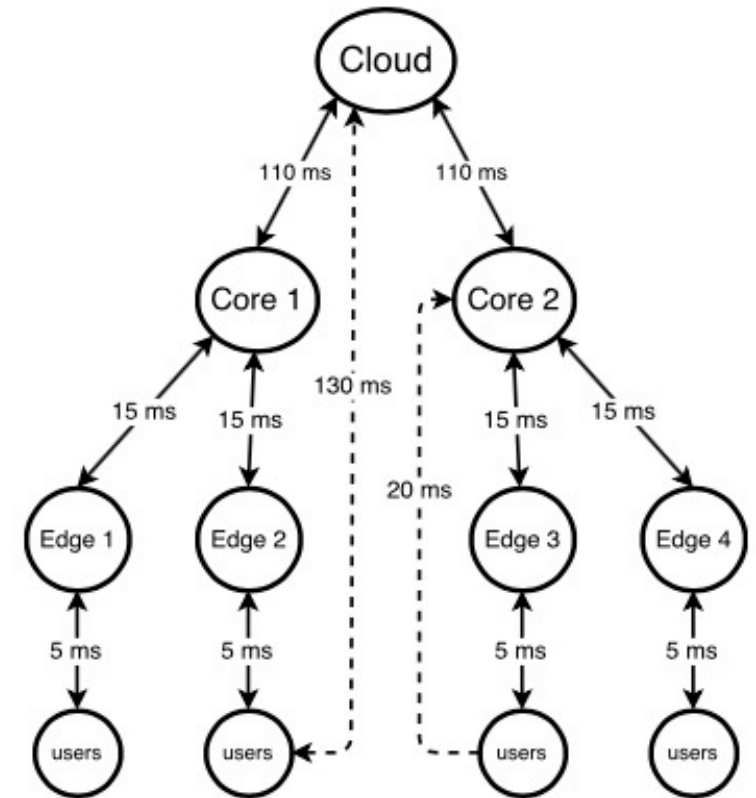 Cloud
110 ms
110 ms
Core 1
Core 2
130 ms
15 ms
15 ms
15 ms
15 ms
20 ms
Edge 1
Edge 2
Edge 3
Edge 4
5 ms
5 ms
5 ms
5 ms
users
users
users
users